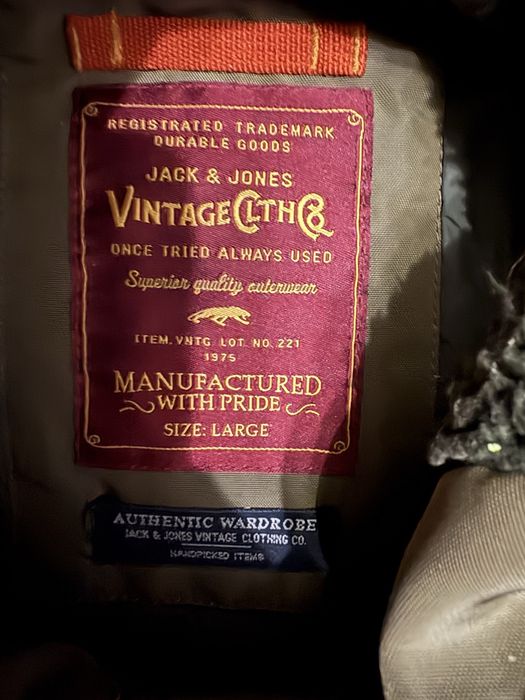 REGISTRATED TRADEMARK
DURABLE GOODS
JACK & JONES
VINTAGE CLTH CO
ONCE TRIED ALWAYS USED
Superior quality outerwear
ITEM. VNTG LOT NO. 221
1975
MANUFACTURED
WITH PRIDE
SIZE: LARGE
AUTHENTIC WARDROBE
JACK & JONES VINTAGE CLOTHING CO.
HANDPICKED ITEMS